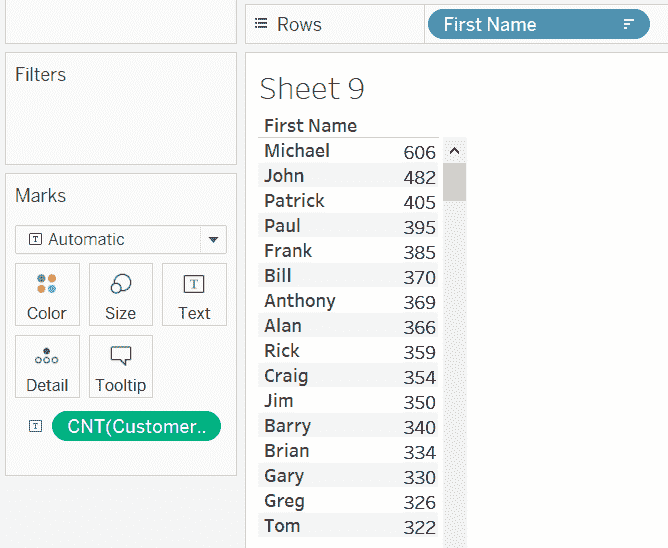 Rows
First Name
Filters
Marks
T Automatic
Color Size T Text
Detail Tooltip
T CNT(Customer..
Sheet 9
First Name
Michael 606
John 482
Patrick 405
Paul 395
Frank 385
Bill 370
Anthony 369
Alan 366
Rick 359
Craig 354
Jim 350
Barry 340
Brian 334
Gary 330
Greg 326
Tom 322